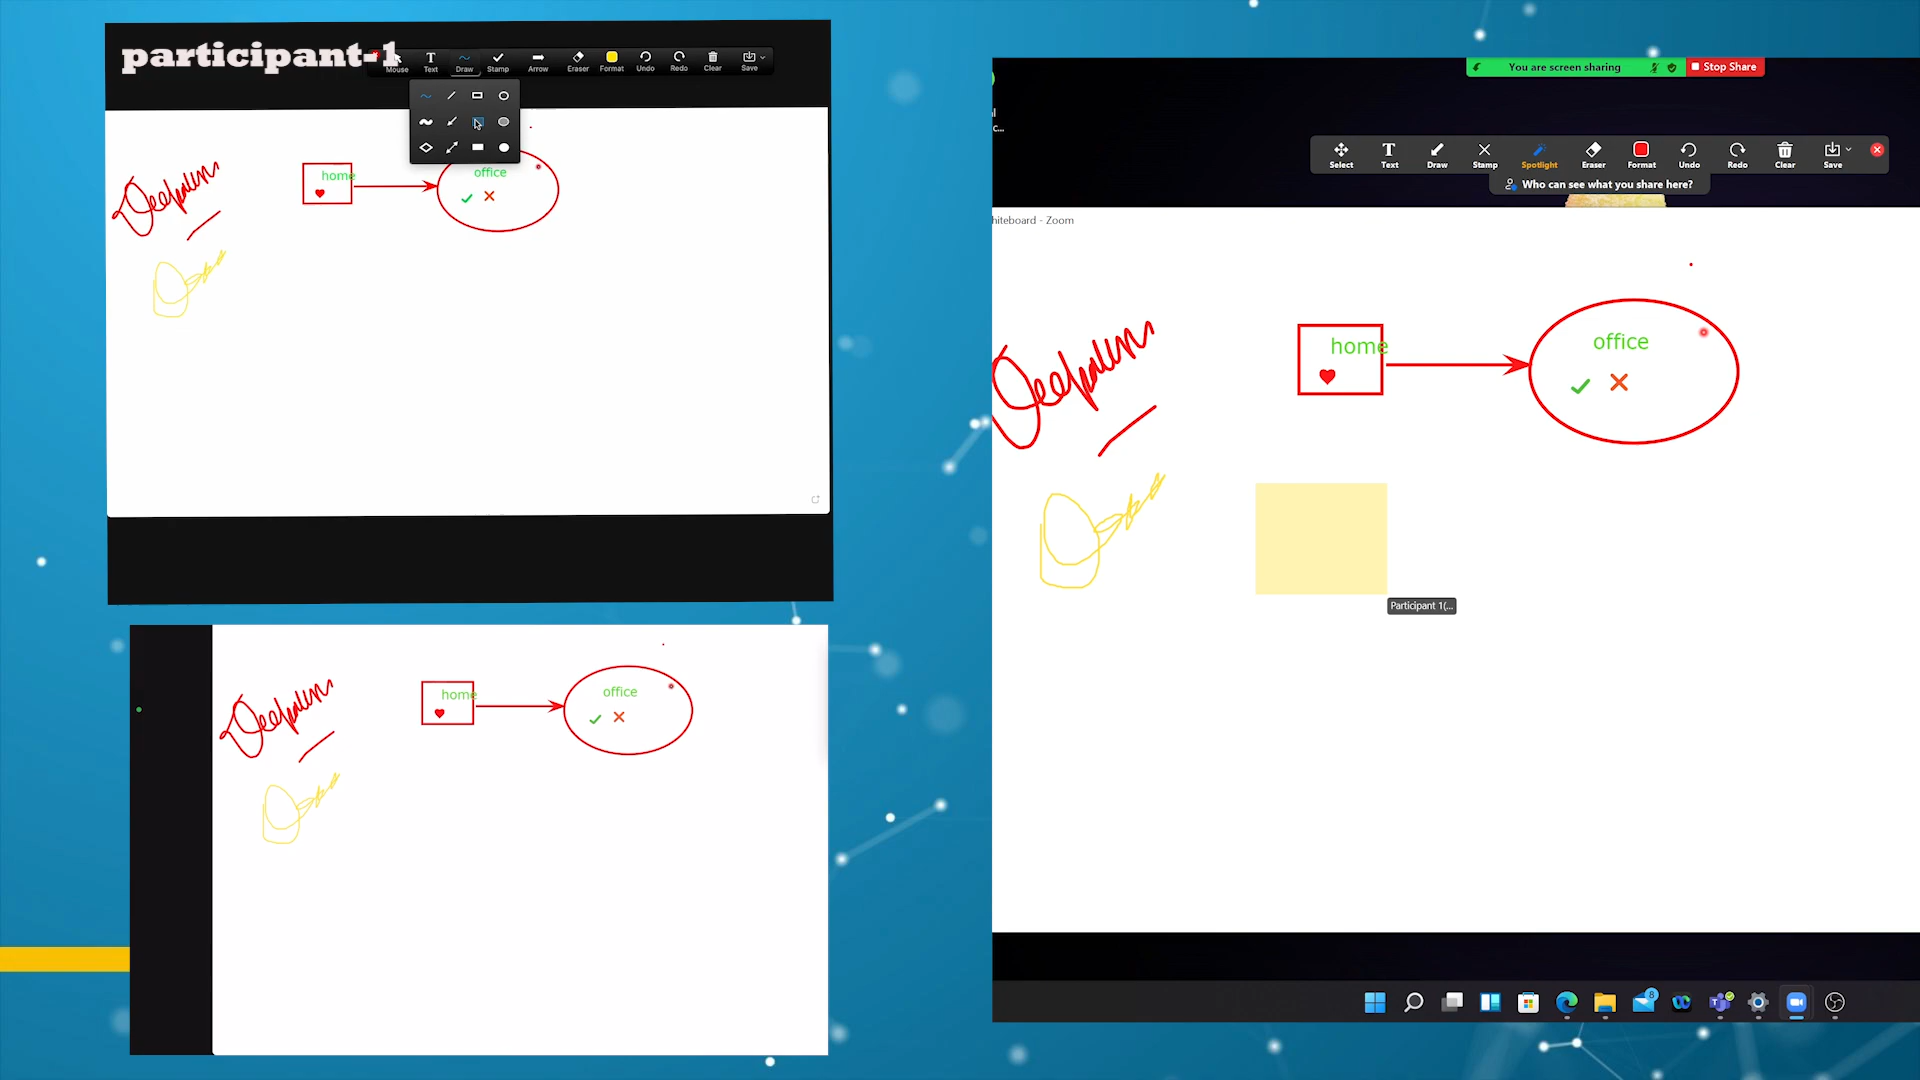 participant-1
Mouse Text Draw Stamp Arrow Eraser Format Undo Redo Clear Save
home
office
home
office
You are screen sharing
Stop Share
Select Text Draw Stamp Spotlight Eraser Format Undo Redo Clear Save
Who can see what you share here?
hiteboard - Zoom
home
office
Participant 1(...